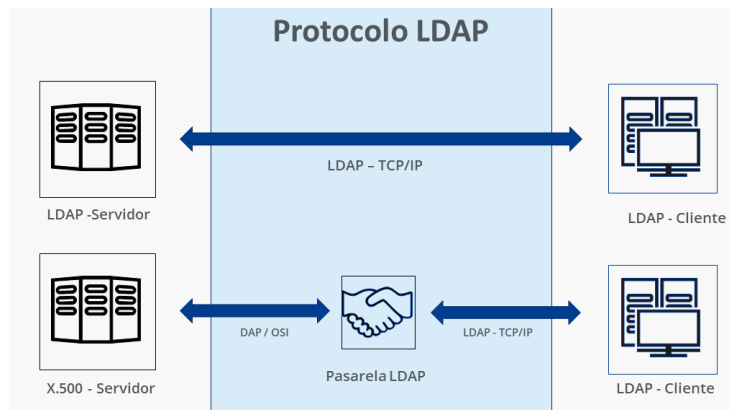 Protocolo LDAP
LDAP – TCP/IP
LDAP -Servidor
LDAP - Cliente
DAP / OSI
LDAP - TCP/IP
Pasarela LDAP
X.500 - Servidor
LDAP - Cliente